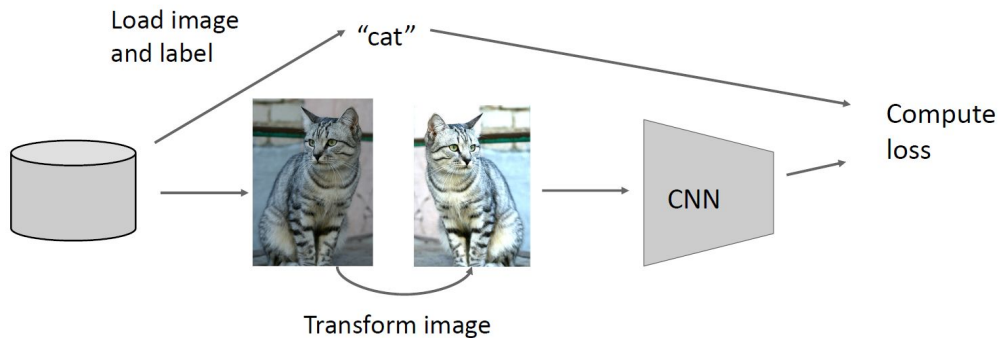 Load image
and label
“cat”
Compute
loss
CNN
Transform image